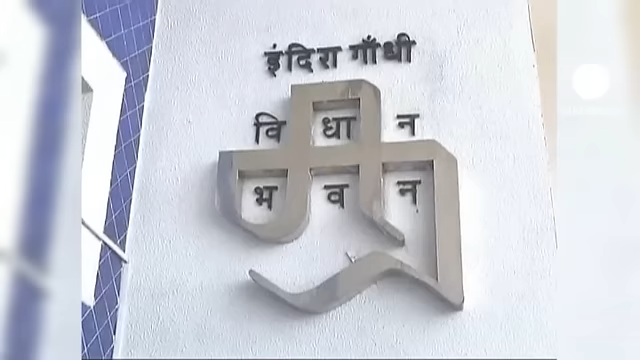 इंदिरा गाँधी
वि धा न
भ व न